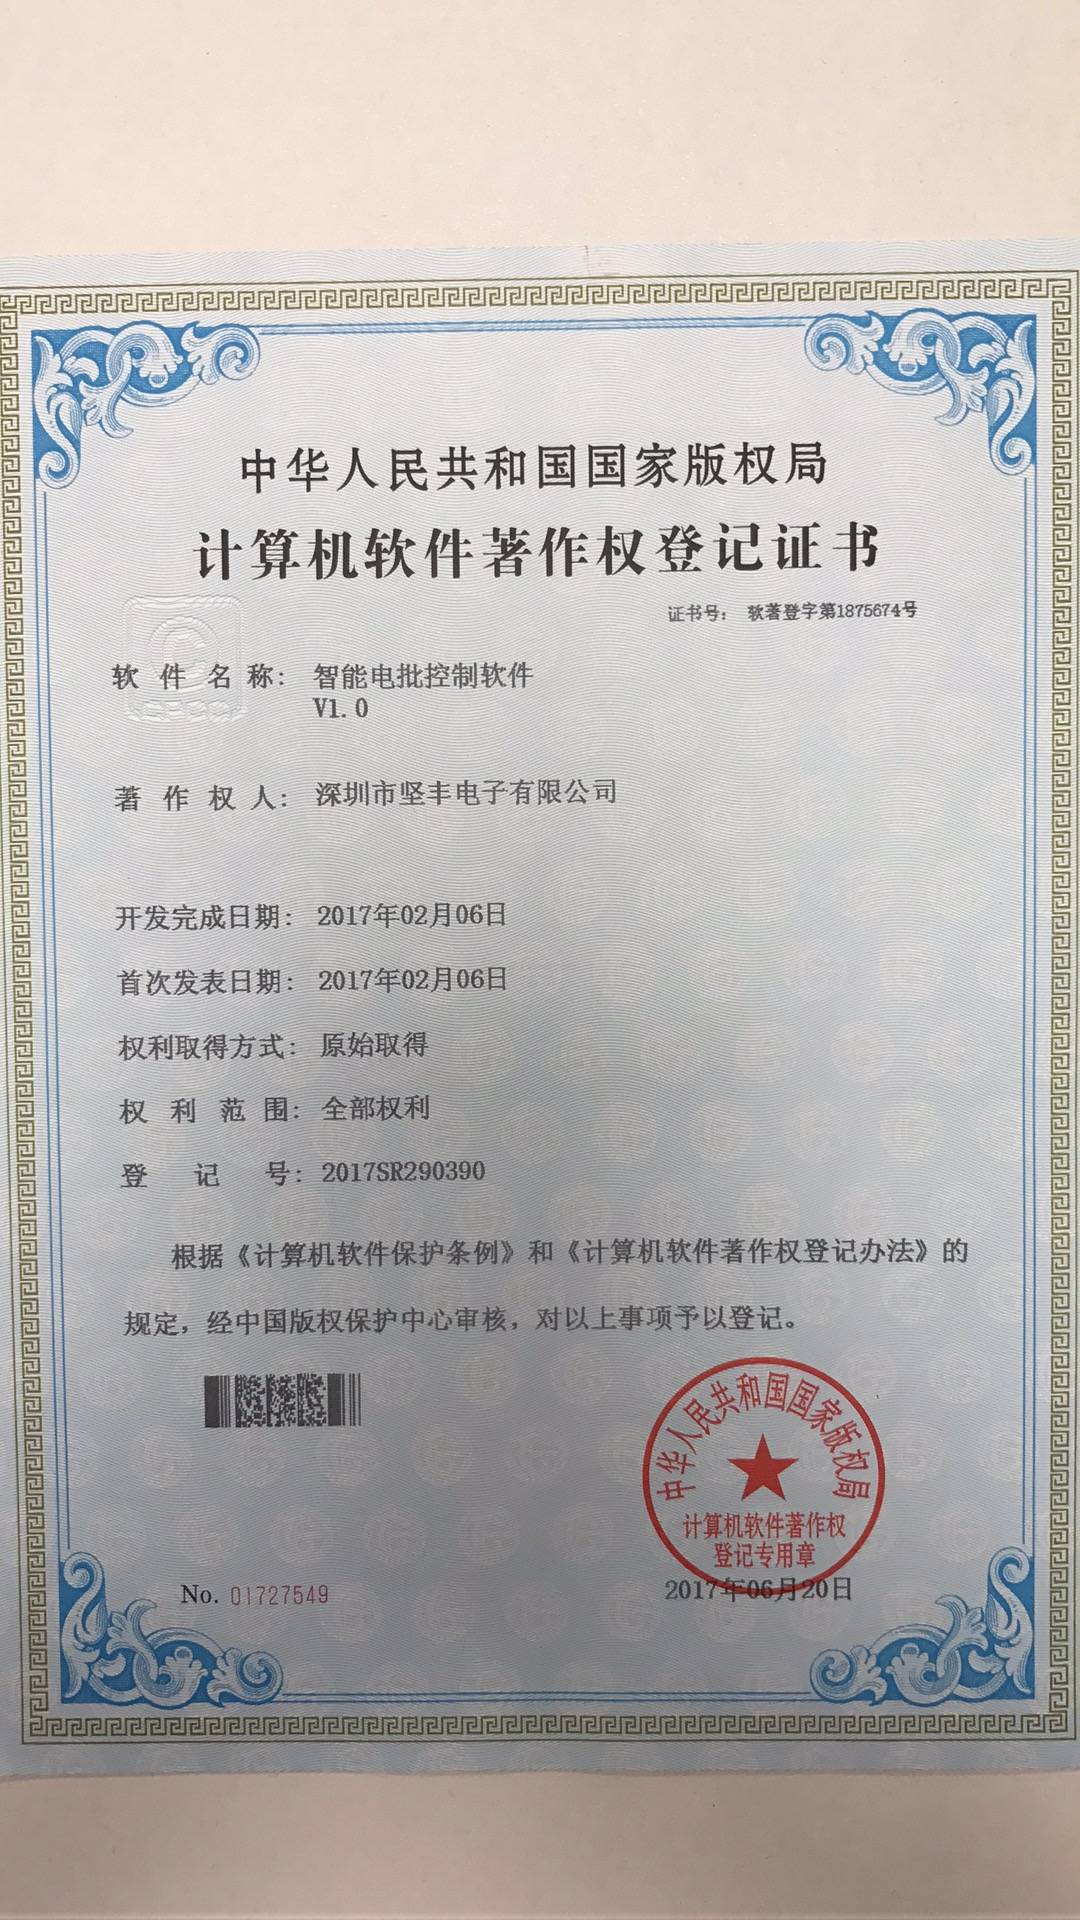 中华人民共和国国家版权局
计算机软件著作权登记证书
证书号： 软著登字第1875674号
软件名称： 智能电批控制软件
V1.0
著作权人： 深圳市坚丰电子有限公司
开发完成日期： 2017年02月06日
首次发表日期： 2017年02月06日
权利取得方式： 原始取得
权利范围： 全部权利
登记号： 2017SR290390
根据《计算机软件保护条例》和《计算机软件著作权登记办法》的
规定，经中国版权保护中心审核，对以上事项予以登记。
中华人民共和国国家版权局
计算机软件著作权
登记专用章
No. 01727549
2017年06月20日